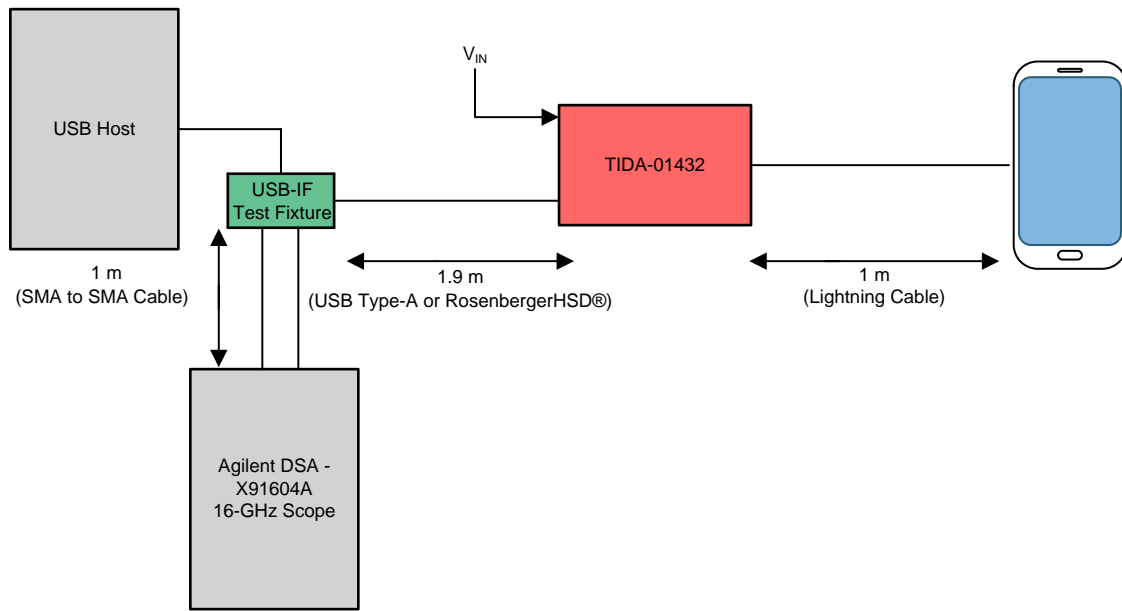 USB Host
V_IN
TIDA-01432
USB-IF
Test Fixture
1 m
(SMA to SMA Cable)
1.9 m
(USB Type-A or RosenbergerHSD®)
1 m
(Lightning Cable)
Agilent DSA -
X91604A
16-GHz Scope